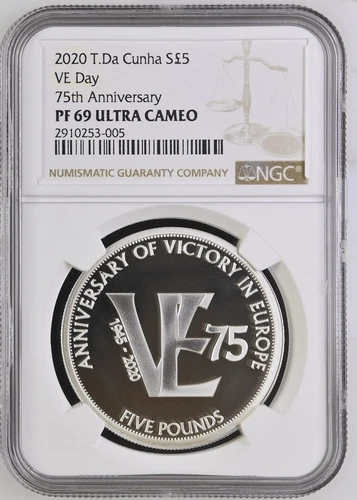 2020 T.Da Cunha S£5
VE Day
75th Anniversary
PF 69 ULTRA CAMEO
2910253-005
NUMISMATIC GUARANTY COMPANY
NGC®
ANNIVERSARY OF VICTORY IN EUROPE
1945 - 2020
VE
75
FIVE POUNDS